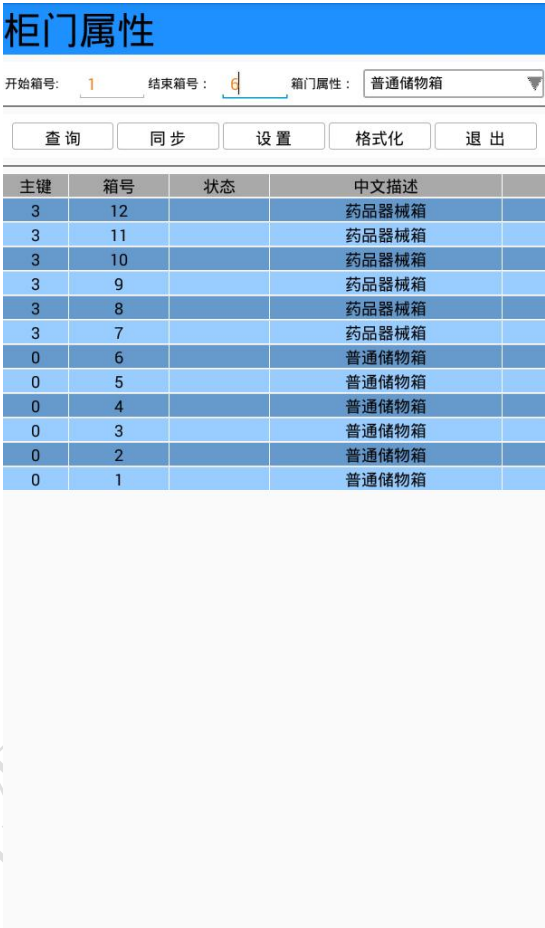 柜门属性
开始箱号: 1 结束箱号： 6 箱门属性： 普通储物箱
查 询 同 步 设 置 格式化 退 出
主键 箱号 状态 中文描述
3 12 药品器械箱
3 11 药品器械箱
3 10 药品器械箱
3 9 药品器械箱
3 8 药品器械箱
3 7 药品器械箱
0 6 普通储物箱
0 5 普通储物箱
0 4 普通储物箱
0 3 普通储物箱
0 2 普通储物箱
0 1 普通储物箱